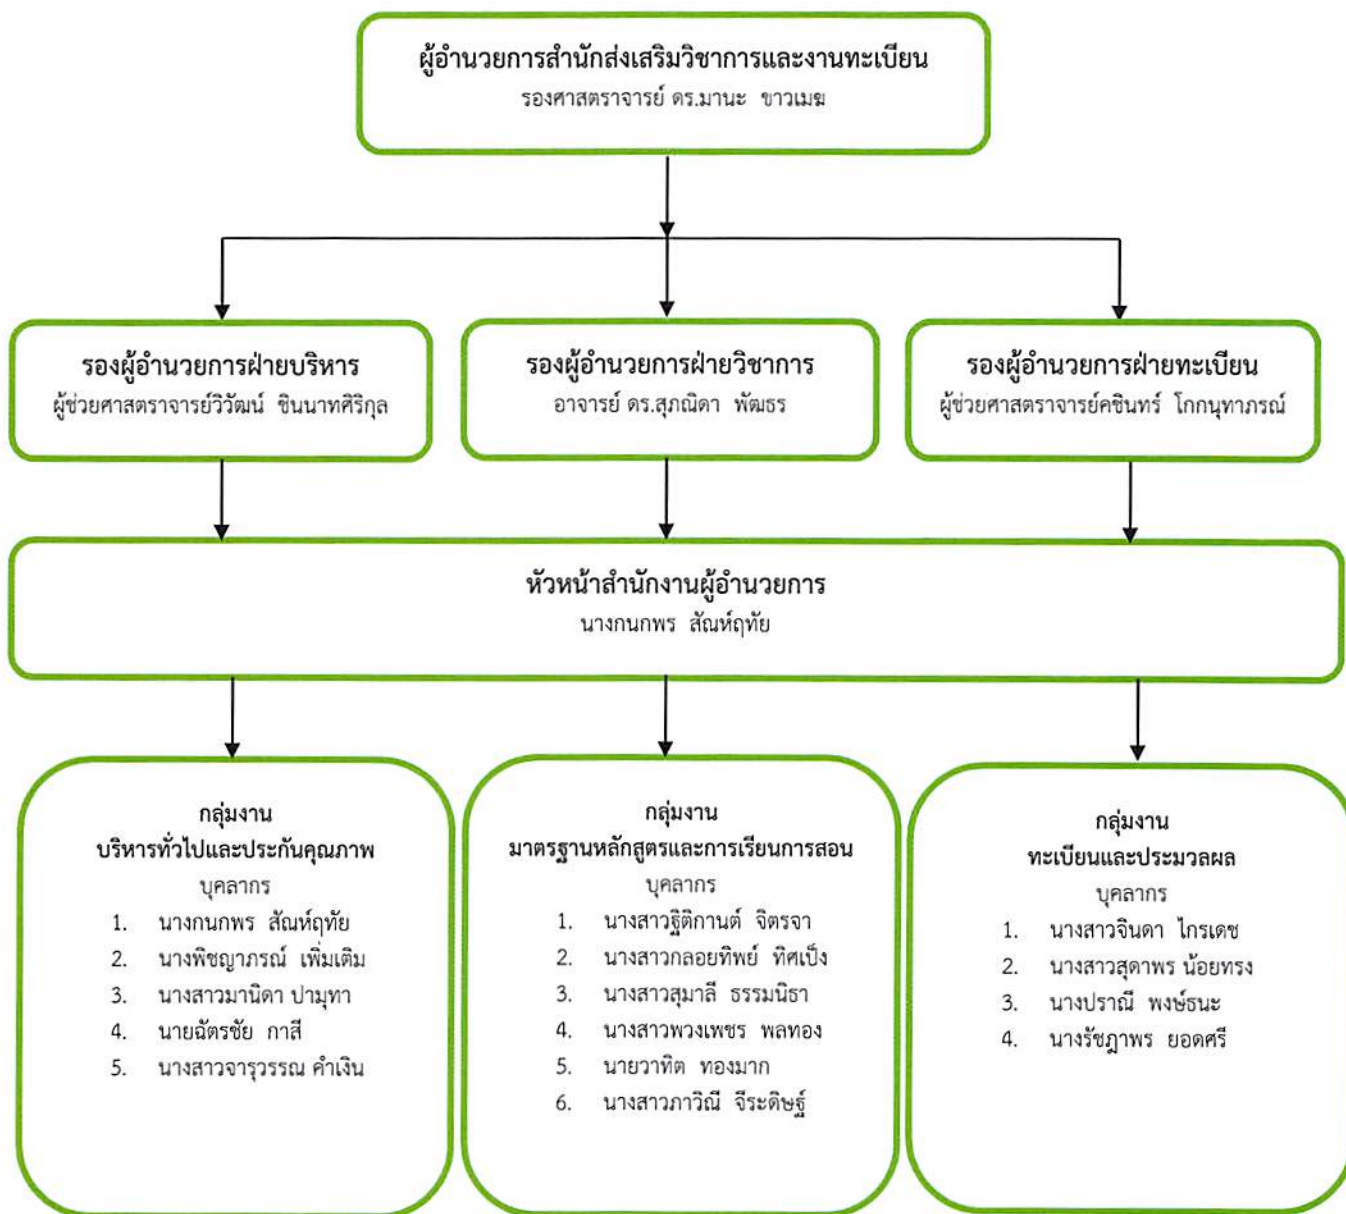 ผู้อำนวยการสำนักส่งเสริมวิชาการและงานทะเบียน
รองศาสตราจารย์ ดร.มานะ ขาวเมฆ
รองผู้อำนวยการฝ่ายบริหาร
ผู้ช่วยศาสตราจารย์วิวัฒน์ ชินนาทศิริกุล
รองผู้อำนวยการฝ่ายวิชาการ
อาจารย์ ดร.สุภณิดา พัฒธร
รองผู้อำนวยการฝ่ายทะเบียน
ผู้ช่วยศาสตราจารย์คชินทร์ โกกนุทาภรณ์
หัวหน้าสำนักงานผู้อำนวยการ
นางกนกพร สัณห์ฤทัย
กลุ่มงาน
บริหารทั่วไปและประกันคุณภาพ
บุคลากร
1. นางกนกพร สัณห์ฤทัย
2. นางพิชญาภรณ์ เพิ่มเติม
3. นางสาวมานิดา ปามุทา
4. นายฉัตรชัย กาสี
5. นางสาวจารุวรรณ คำเงิน
กลุ่มงาน
มาตรฐานหลักสูตรและการเรียนการสอน
บุคลากร
1. นางสาวฐิติกานต์ จิตรจา
2. นางสาวกลอยทิพย์ ทิศเป็ง
3. นางสาวสุมาลี ธรรมนิธา
4. นางสาวพวงเพชร พลทอง
5. นายวาทิต ทองมาก
6. นางสาวภาวิณี จีระดิษฐ์
กลุ่มงาน
ทะเบียนและประมวลผล
บุคลากร
1. นางสาวจินดา ไกรเดช
2. นางสาวสุดาพร น้อยทรง
3. นางปราณี พงษ์ธนะ
4. นางรัชฎาพร ยอดศรี